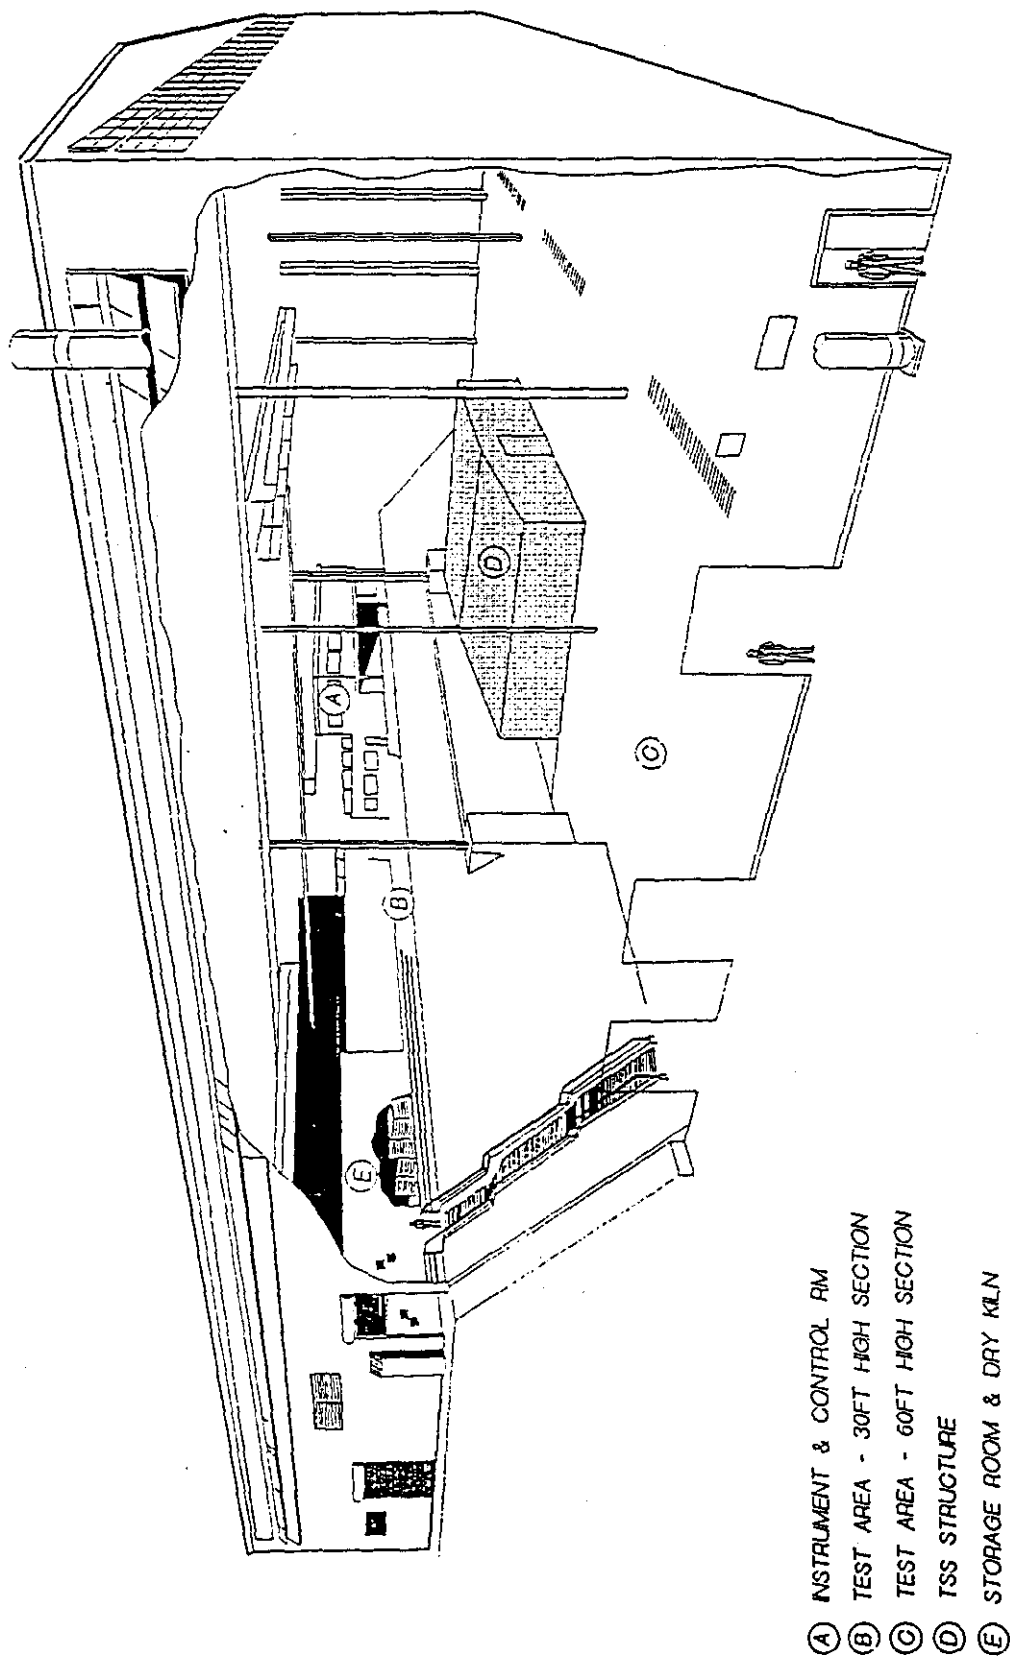 A
B
C
D
E
A INSTRUMENT & CONTROL RM
B TEST AREA - 30FT HIGH SECTION
C TEST AREA - 60FT HIGH SECTION
D TSS STRUCTURE
E STORAGE ROOM & DRY KILN